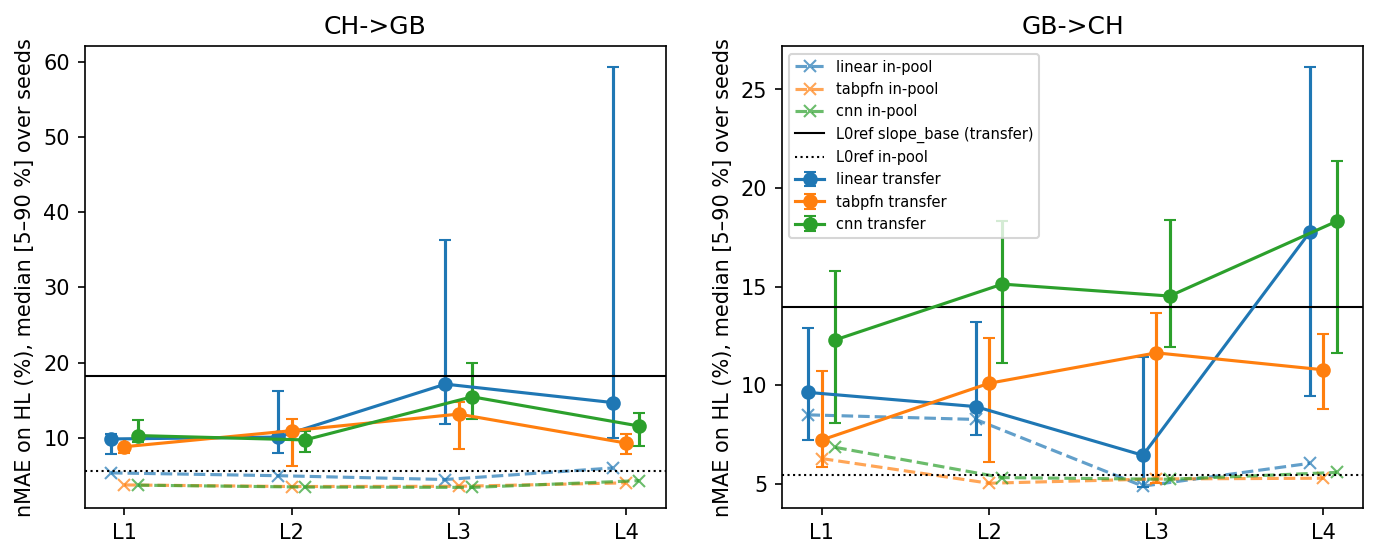 CH->GB
nMAE on HL (%), median [5–90 %] over seeds
60
50
40
30
20
10
L1
L2
L3
L4
GB->CH
nMAE on HL (%), median [5–90 %] over seeds
25
20
15
10
5
linear in-pool
tabpfn in-pool
cnn in-pool
L0ref slope_base (transfer)
L0ref in-pool
linear transfer
tabpfn transfer
cnn transfer
L1
L2
L3
L4